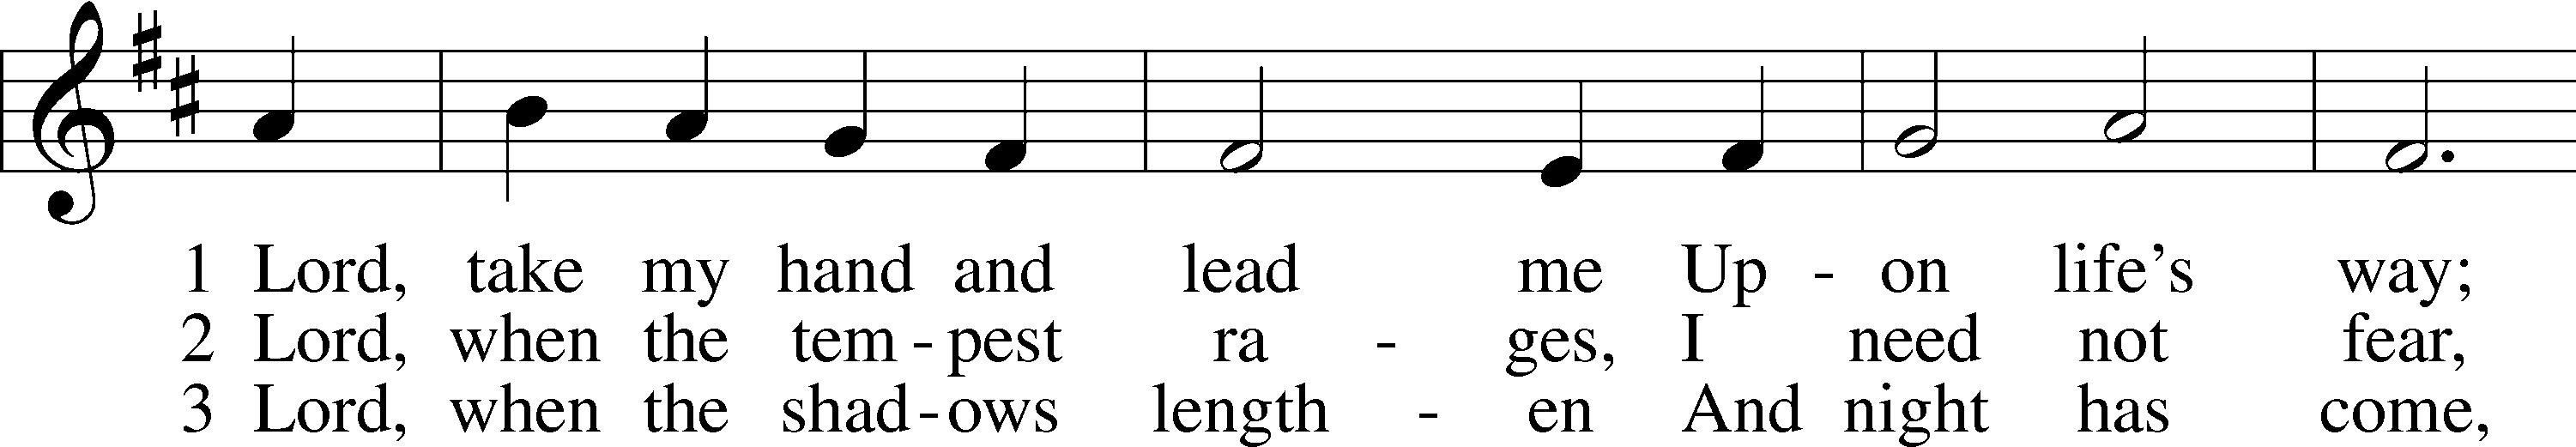 1 Lord, take my hand and lead me Up - on life's way;
2 Lord, when the tem - pest ra - ges, I need not fear,
3 Lord, when the shad - ows length - en And night has come,